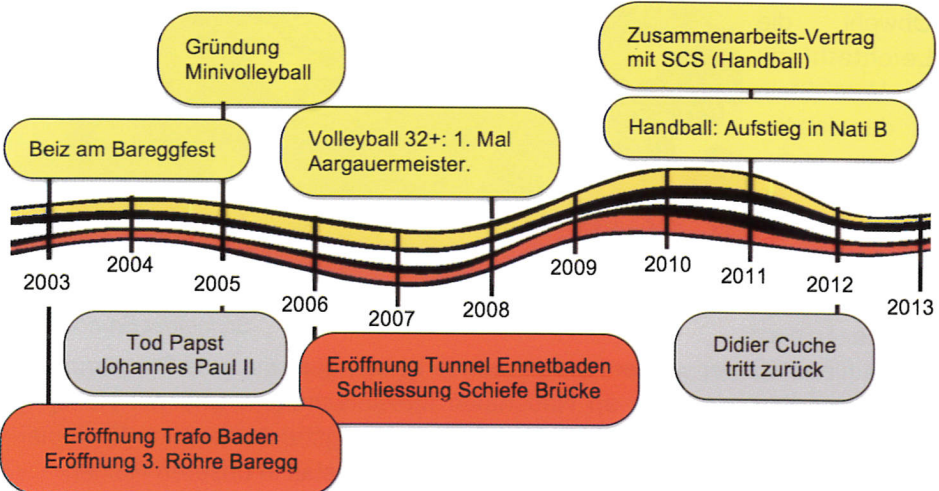 Gründung
Minivolleyball
Zusammenarbeits-Vertrag
mit SCS (Handball)
Beiz am Bareggfest
Volleyball 32+: 1. Mal
Aargauermeister.
Handball: Aufstieg in Nati B
2003
2004
2005
2006
2007
2008
2009
2010
2011
2012
2013
Tod Papst
Johannes Paul II
Eröffnung Tunnel Ennetbaden
Schliessung Schiefe Brücke
Didier Cuche
tritt zurück
Eröffnung Trafo Baden
Eröffnung 3. Röhre Baregg